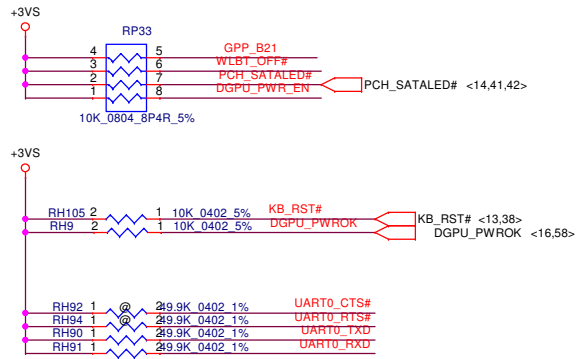 +3VS
RP33
4 5 GPP_B21
3 6 WLBT_OFF#
2 7 PCH_SATALED# PCH_SATALED# <14,41,42>
1 8 DGPU_PWR_EN
10K_0804_8P4R_5%
+3VS
RH105 2 1 10K_0402_5% KB_RST# KB_RST# <13,38>
RH9 2 1 10K_0402_5% DGPU_PWROK DGPU_PWROK <16,58>
RH92 1 @ 2 49.9K_0402_1% UART0_CTS#
RH94 1 @ 2 49.9K_0402_1% UART0_RTS#
RH90 1 2 49.9K_0402_1% UART0_TXD
RH91 1 2 49.9K_0402_1% UART0_RXD